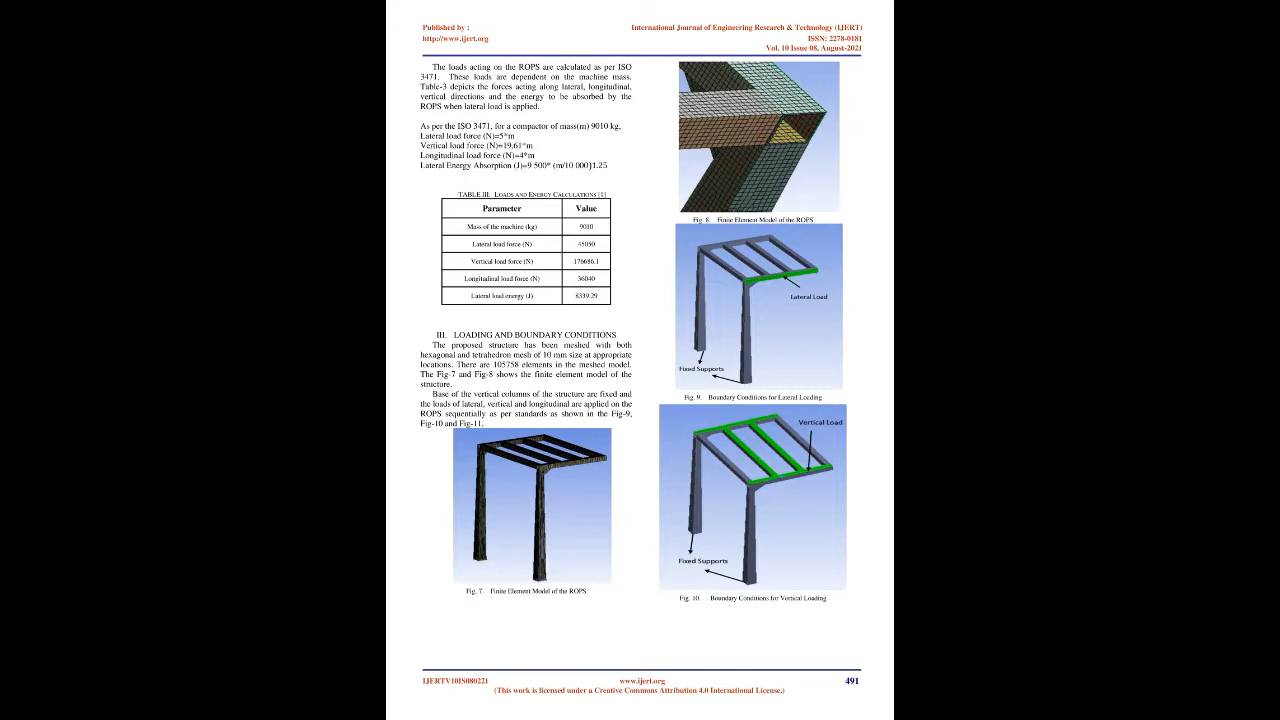 Published by :
http://www.ijert.org
International Journal of Engineering Research & Technology (IJERT)
ISSN: 2278-0181
Vol. 10 Issue 08, August-2021
The loads acting on the ROPS are calculated as per ISO
3471. These loads are dependent on the machine mass.
Table-3 depicts the forces acting along lateral, longitudinal,
vertical directions and the energy to be absorbed by the
ROPS when lateral load is applied.
As per the ISO 3471, for a compactor of mass(m) 9010 kg,
Lateral load force (N)=5*m
Vertical load force (N)=19.61*m
Longitudinal load force (N)=4*m
Lateral Energy Absorption (J)=9 500* (m/10 000)1.25
TABLE III. LOADS AND ENERGY CALCULATIONS [1]
Parameter Value
Mass of the machine (kg) 9010
Lateral load force (N) 45050
Vertical load force (N) 176686.1
Longitudinal load force (N) 36040
Lateral load energy (J) 8339.29
III. LOADING AND BOUNDARY CONDITIONS
The proposed structure has been meshed with both
hexagonal and tetrahedron mesh of 10 mm size at appropriate
locations. There are 105758 elements in the meshed model.
The Fig-7 and Fig-8 shows the finite element model of the
structure.
Base of the vertical columns of the structure are fixed and
the loads of lateral, vertical and longitudinal are applied on the
ROPS sequentially as per standards as shown in the Fig-9,
Fig-10 and Fig-11.
Fig. 7. Finite Element Model of the ROPS
Fig. 8. Finite Element Model of the ROPS
Lateral Load
Fixed Supports
Fig. 9. Boundary Conditions for Lateral Loading
Vertical Load
Fixed Supports
Fig. 10. Boundary Conditions for Vertical Loading
IJERTV10IS080221
www.ijert.org
491
(This work is licensed under a Creative Commons Attribution 4.0 International License.)